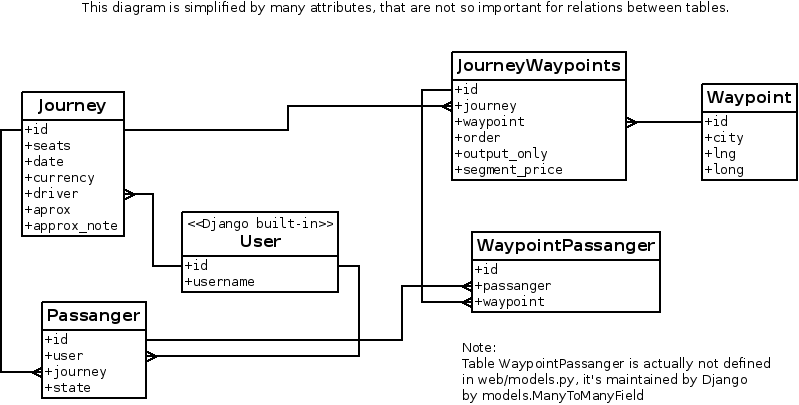 This diagram is simplified by many attributes, that are not so important for relations between tables.
Journey
+id
+seats
+date
+currency
+driver
+aprox
+approx_note
JourneyWaypoints
+id
+journey
+waypoint
+order
+output_only
+segment_price
Waypoint
+id
+city
+lng
+long
<<Django built-in>>
User
+id
+username
WaypointPassanger
+id
+passanger
+waypoint
Passanger
+id
+user
+journey
+state
Note:
Table WaypointPassanger is actually not defined
in web/models.py, it's maintained by Django
by models.ManyToManyField